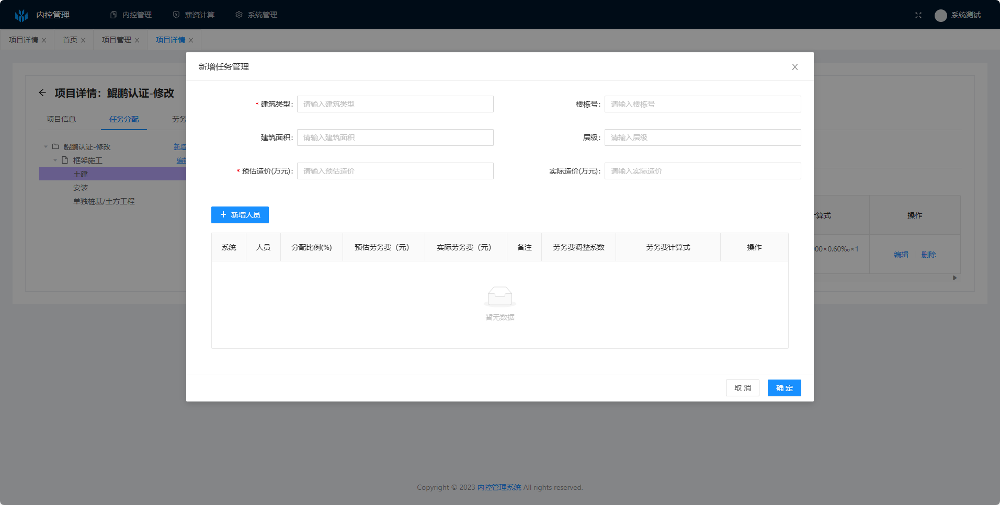 内控管理 内控管理 薪资计算 系统管理 系统测试
项目详情 首页 项目管理 项目详情
新增任务管理
项目详情：鲲鹏认证-修改
* 建筑类型： 请输入建筑类型 楼栋号： 请输入楼栋号
项目信息 任务分配 劳务
建筑面积： 请输入建筑面积 层级： 请输入层级
鲲鹏认证-修改 新增
框架施工 编辑
* 预估造价(万元)： 请输入预估造价 实际造价(万元)： 请输入实际造价
土建
安装
单独桩基/土方工程
+ 新增人员 计算式 操作
系统 人员 分配比例(%) 预估劳务费（元） 实际劳务费（元） 备注 劳务费调整系数 劳务费计算式 操作
000×0.60‰×1 编辑 删除
暂无数据
取 消 确 定
Copyright © 2023 内控管理系统 All rights reserved.